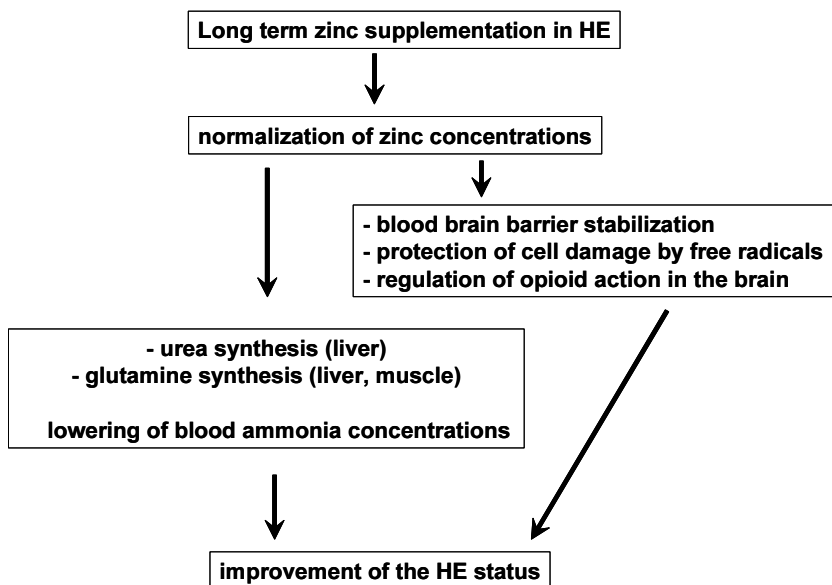 Long term zinc supplementation in HE
normalization of zinc concentrations
- blood brain barrier stabilization
- protection of cell damage by free radicals
- regulation of opioid action in the brain
- urea synthesis (liver)
- glutamine synthesis (liver, muscle)
lowering of blood ammonia concentrations
improvement of the HE status